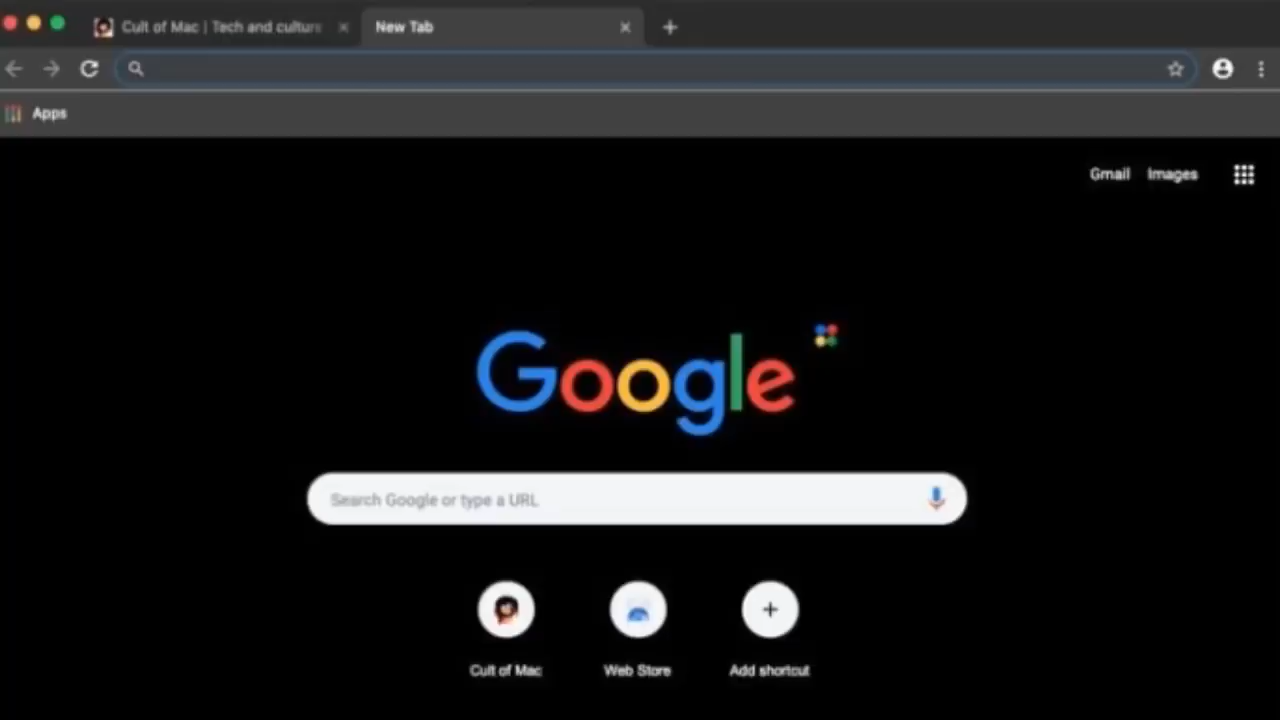 Cult of Mac | Tech and culture
New Tab
Apps
Gmail Images
Google
Search Google or type a URL
Cult of Mac Web Store Add shortcut